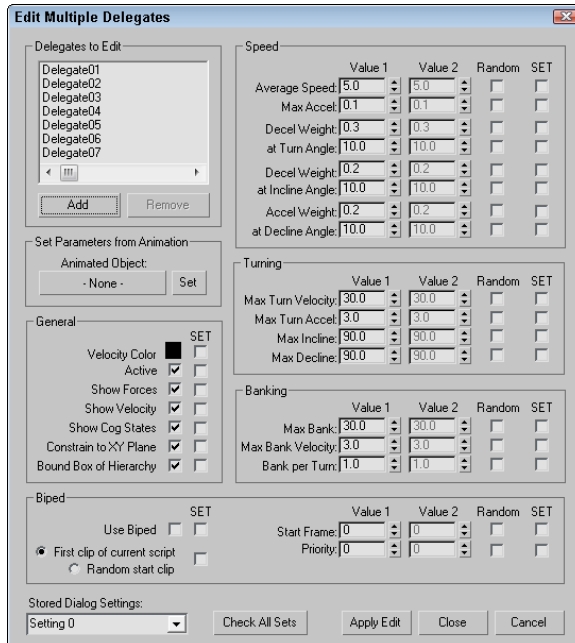 Edit Multiple Delegates
Delegates to Edit
Delegate01
Delegate02
Delegate03
Delegate04
Delegate05
Delegate06
Delegate07
Add Remove
Set Parameters from Animation
Animated Object:
- None - Set
General
SET
Velocity Color
Active
Show Forces
Show Velocity
Show Cog States
Constrain to XY Plane
Bound Box of Hierarchy
Speed
Value 1 Value 2 Random SET
Average Speed: 5.0 5.0
Max Accel: 0.1 0.1
Decel Weight: 0.3 0.3
at Turn Angle: 10.0 10.0
Decel Weight: 0.2 0.2
at Incline Angle: 10.0 10.0
Accel Weight: 0.2 0.2
at Decline Angle: 10.0 10.0
Turning
Value 1 Value 2 Random SET
Max Turn Velocity: 30.0 30.0
Max Turn Accel: 3.0 3.0
Max Incline: 90.0 90.0
Max Decline: 90.0 90.0
Banking
Value 1 Value 2 Random SET
Max Bank: 30.0 30.0
Max Bank Velocity: 3.0 3.0
Bank per Turn: 1.0 1.0
Biped
SET
Use Biped
First clip of current script
Random start clip
Value 1 Value 2 Random SET
Start Frame: 0 0
Priority: 0 0
Stored Dialog Settings:
Setting 0 Check All Sets Apply Edit Close Cancel